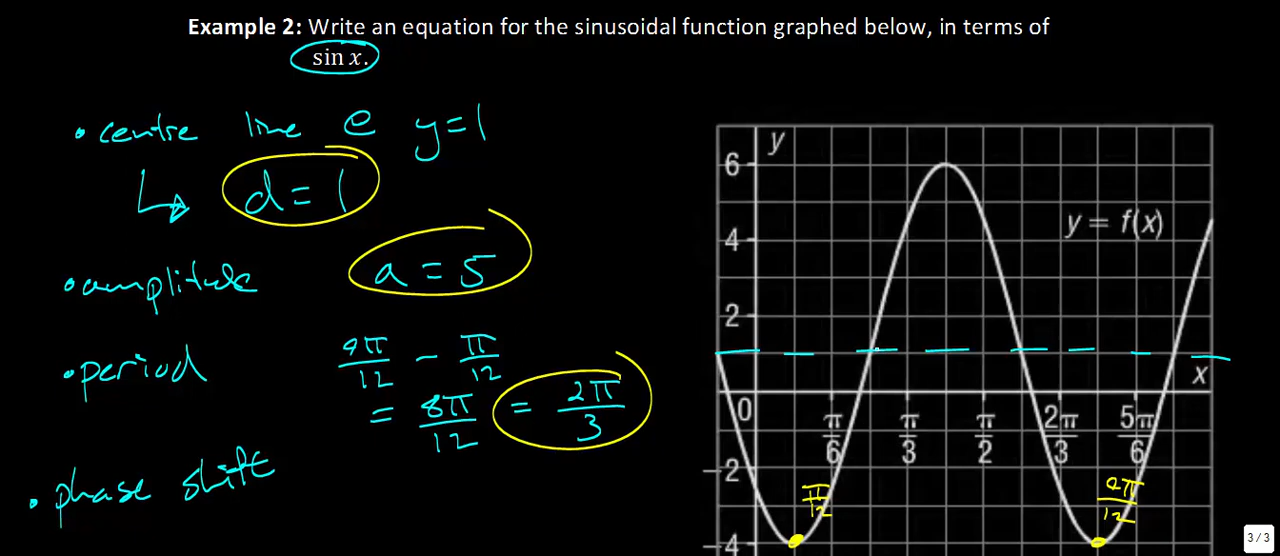 Example 2: Write an equation for the sinusoidal function graphed below, in terms of
sin x.
• centre line @ y=1
↳ d = 1
• amplitude a = 5
• period 9π/12 − π/12
= 8π/12 = 2π/3
• phase shift
y
6
4
2
0
−2
−4
y = f(x)
x
π/6 π/3 π/2 2π/3 5π/6
π/12 9π/12
3 / 3